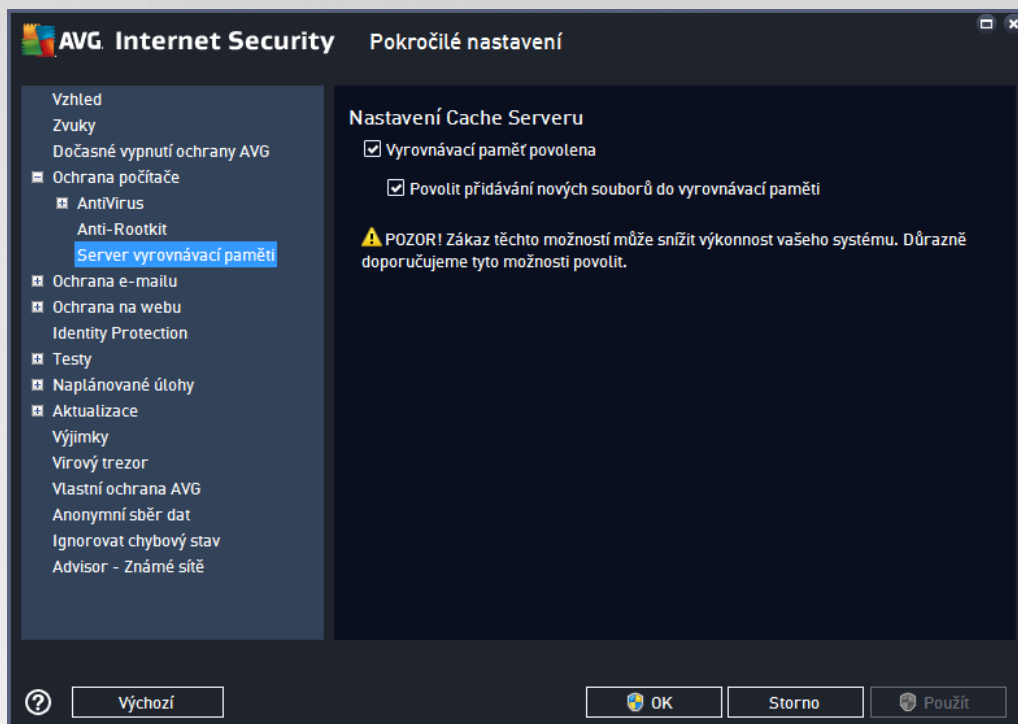 AVG. Internet Security Pokročilé nastavení
Vzhled
Zvuky
Dočasné vypnutí ochrany AVG
Ochrana počítače
AntiVirus
Anti-Rootkit
Server vyrovnávací paměti
Ochrana e-mailu
Ochrana na webu
Identity Protection
Testy
Naplánované úlohy
Aktualizace
Výjimky
Virový trezor
Vlastní ochrana AVG
Anonymní sběr dat
Ignorovat chybový stav
Advisor - Známé sítě
Nastavení Cache Serveru
Vyrovnávací paměť povolena
Povolit přidávání nových souborů do vyrovnávací paměti
POZOR! Zákaz těchto možností může snížit výkonnost vašeho systému. Důrazně
doporučujeme tyto možnosti povolit.
? Výchozí OK Storno Použít